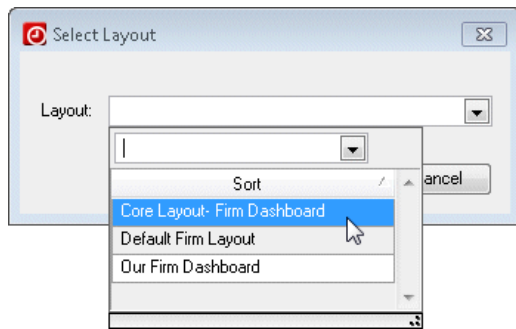 Select Layout
Layout:
Sort
ancel
Core Layout- Firm Dashboard
Default Firm Layout
Our Firm Dashboard